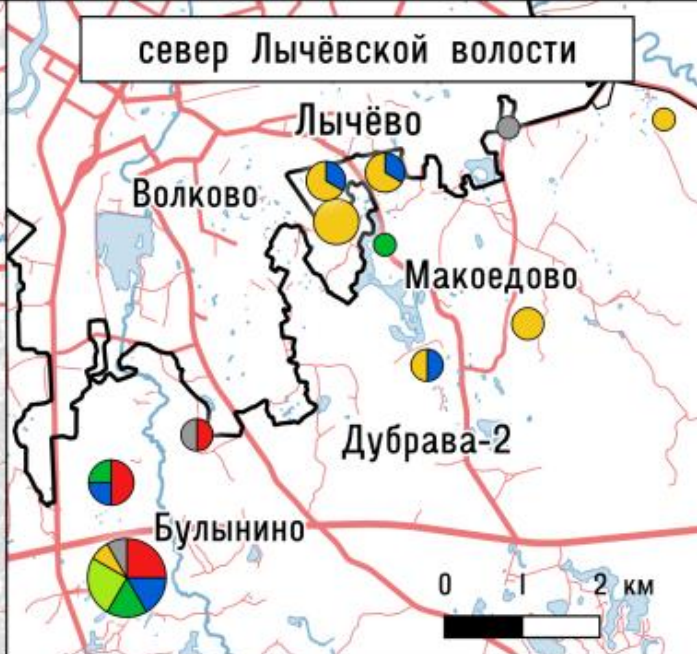 север Лычёвской волости
Лычёво
Волково
Макоедово
Дубрава-2
Булынино
0 1 2 км